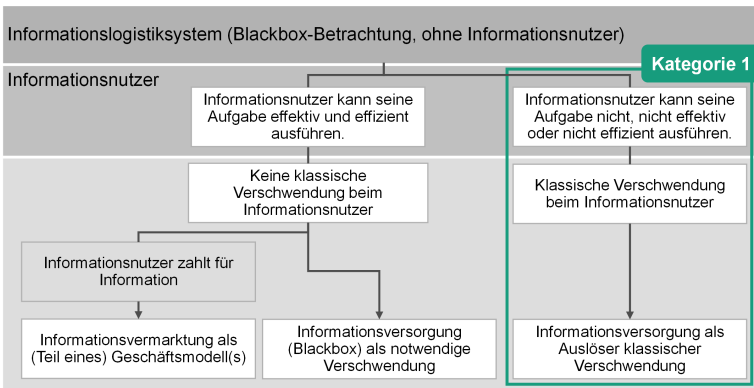 Informationslogistiksystem (Blackbox-Betrachtung, ohne Informationsnutzer)
Kategorie 1
Informationsnutzer
Informationsnutzer kann seine
Aufgabe effektiv und effizient
ausführen.
Informationsnutzer kann seine
Aufgabe nicht, nicht effektiv
oder nicht effizient ausführen.
Keine klassische
Verschwendung beim
Informationsnutzer
Klassische Verschwendung
beim Informationsnutzer
Informationsnutzer zahlt für
Information
Informationsvermarktung als
(Teil eines) Geschäftsmodell(s)
Informationsversorgung
(Blackbox) als notwendige
Verschwendung
Informationsversorgung als
Auslöser klassischer
Verschwendung